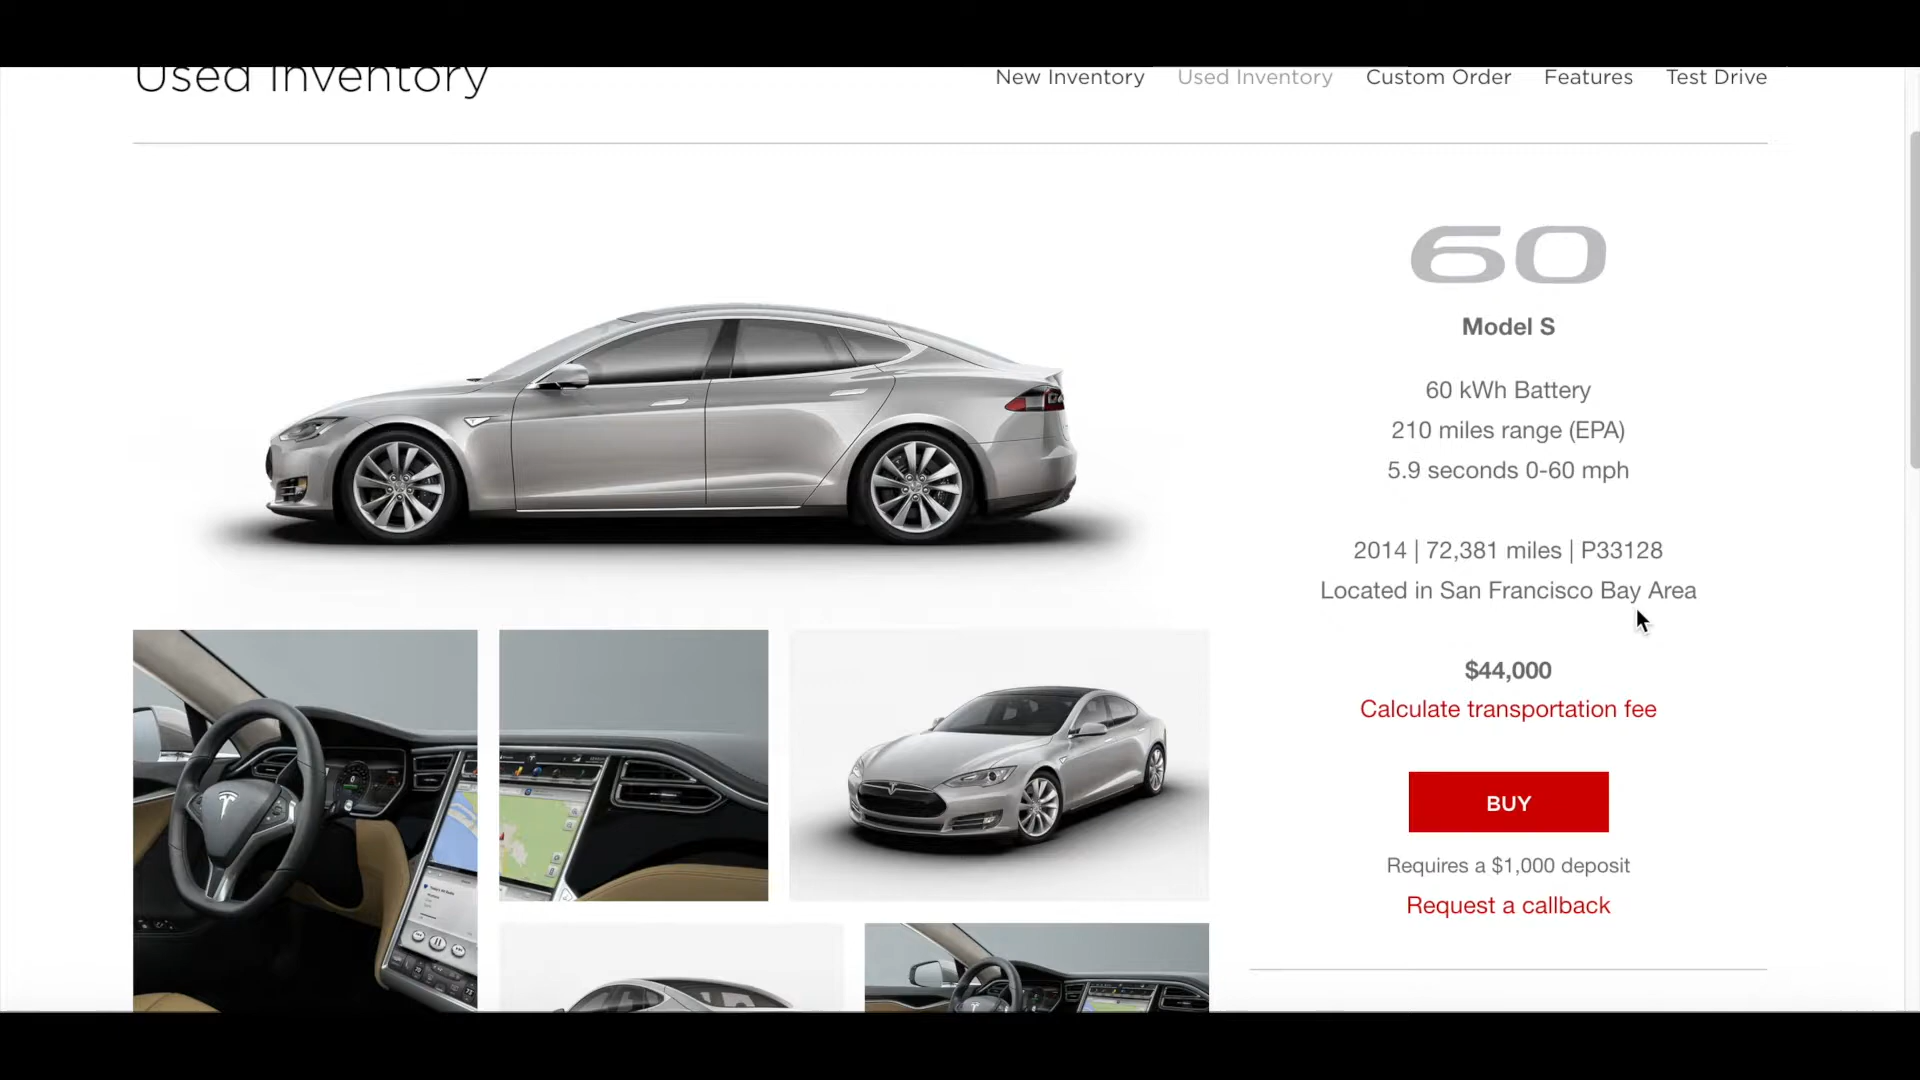 Used Inventory
New Inventory Used Inventory Custom Order Features Test Drive
60
Model S
60 kWh Battery
210 miles range (EPA)
5.9 seconds 0-60 mph
2014 | 72,381 miles | P33128
Located in San Francisco Bay Area
$44,000
Calculate transportation fee
BUY
Requires a $1,000 deposit
Request a callback